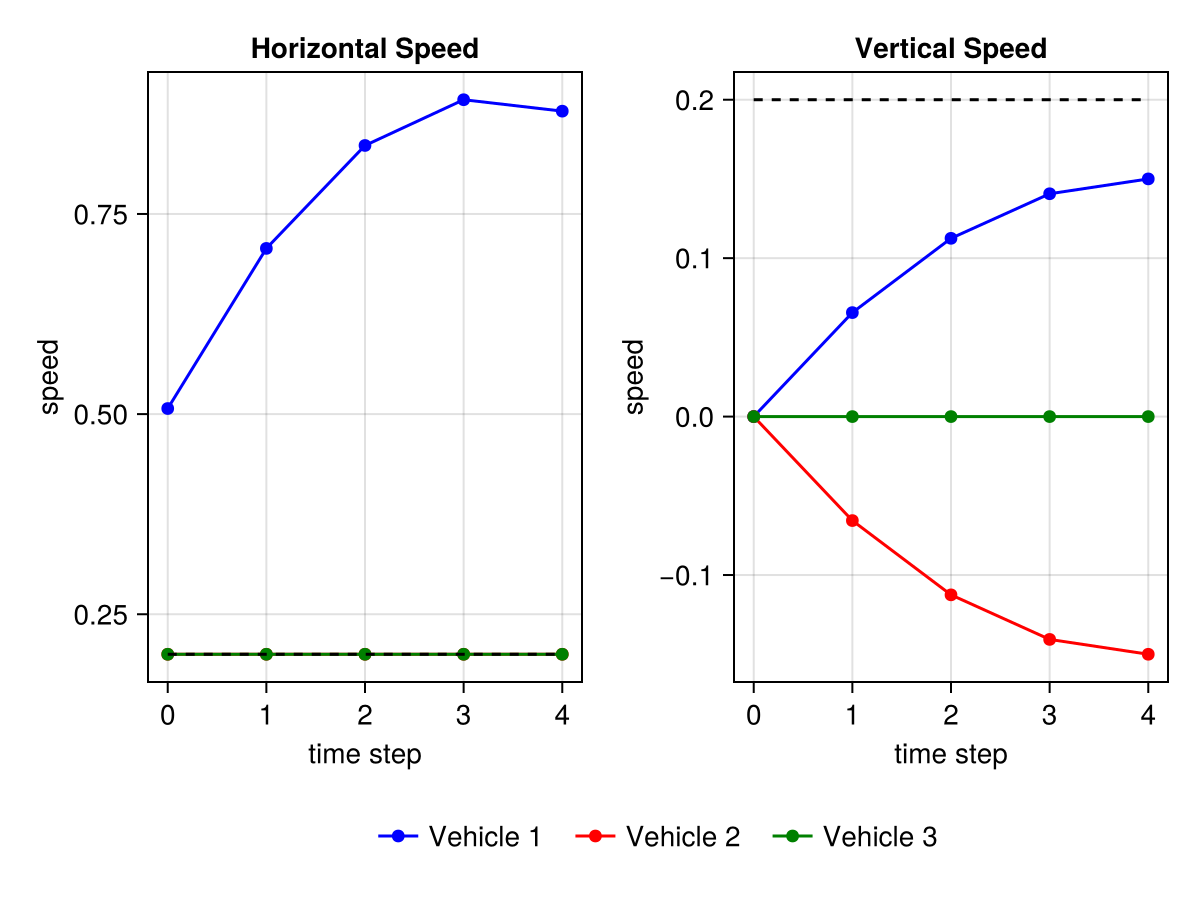 Horizontal Speed
0.75
0.50
0.25
speed
0 1 2 3 4
time step
Vertical Speed
0.2
0.1
0.0
−0.1
speed
0 1 2 3 4
time step
Vehicle 1 Vehicle 2 Vehicle 3